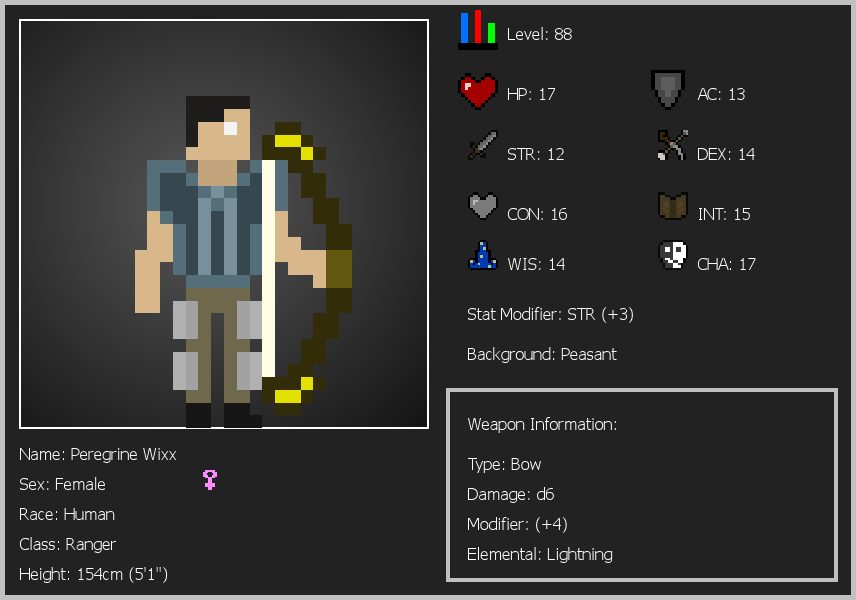 Level: 88
HP: 17
AC: 13
STR: 12
DEX: 14
CON: 16
INT: 15
WIS: 14
CHA: 17
Stat Modifier: STR (+3)
Background: Peasant
Weapon Information:
Type: Bow
Damage: d6
Modifier: (+4)
Elemental: Lightning
Name: Peregrine Wixx
Sex: Female
Race: Human
Class: Ranger
Height: 154cm (5'1")